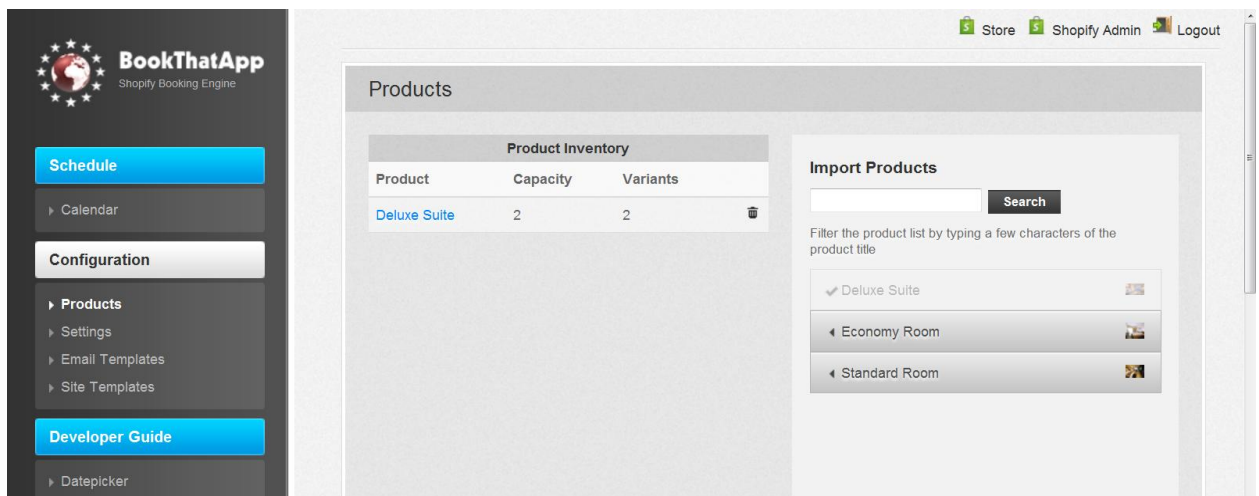 Store Shopify Admin Logout
BookThatApp
Shopify Booking Engine
Schedule
Calendar
Configuration
Products
Settings
Email Templates
Site Templates
Developer Guide
Datepicker
Products
Product Inventory
Product Capacity Variants
Deluxe Suite 2 2
Import Products
Search
Filter the product list by typing a few characters of the
product title
Deluxe Suite
Economy Room
Standard Room